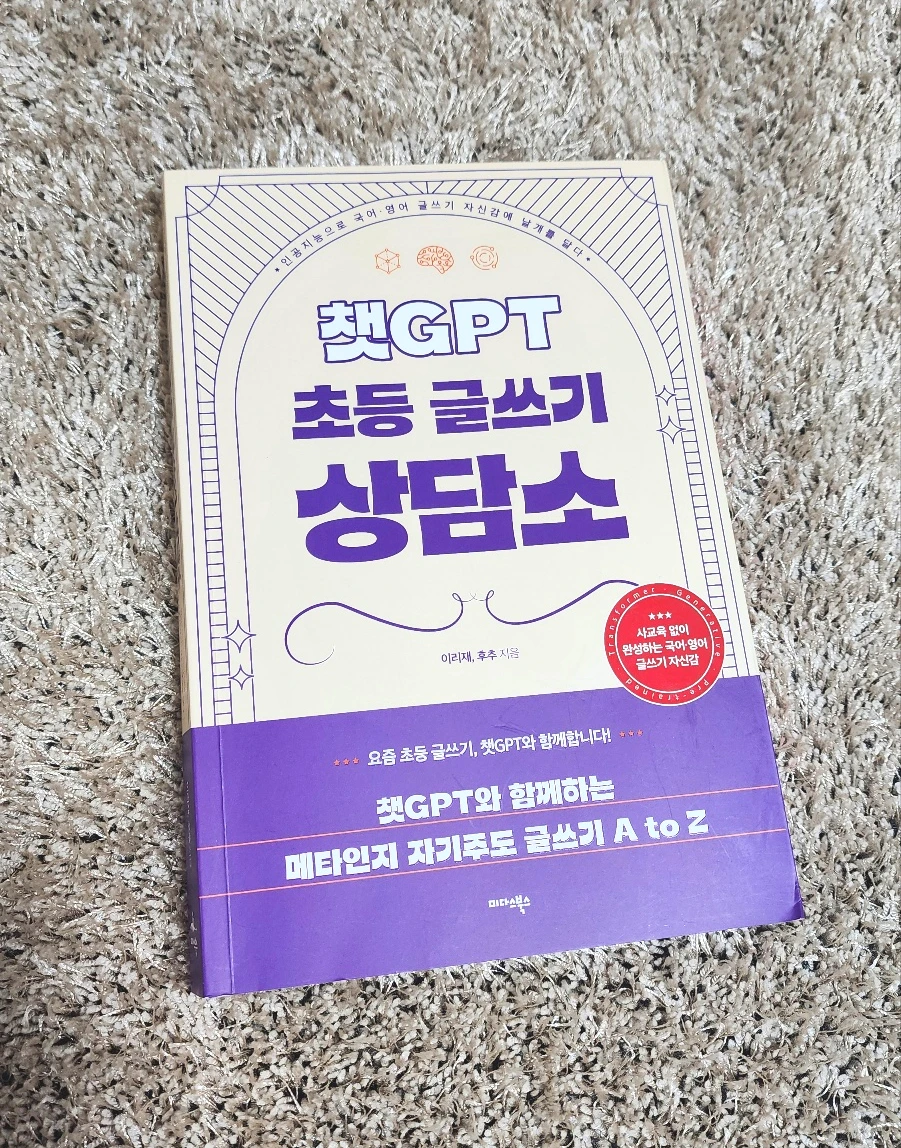 인공지능으로 국어·영어 글쓰기 자신감에 날개를 달다
챗GPT
초등 글쓰기
상담소
이리재, 후추 지음
Transformer · Generative Pre-trained
★★★
사교육 없이
완성하는 국어·영어
글쓰기 자신감
★★★ 요즘 초등 글쓰기, 챗GPT와 함께합니다! ★★★
챗GPT와 함께하는
메타인지 자기주도 글쓰기 A to Z
미다스북스